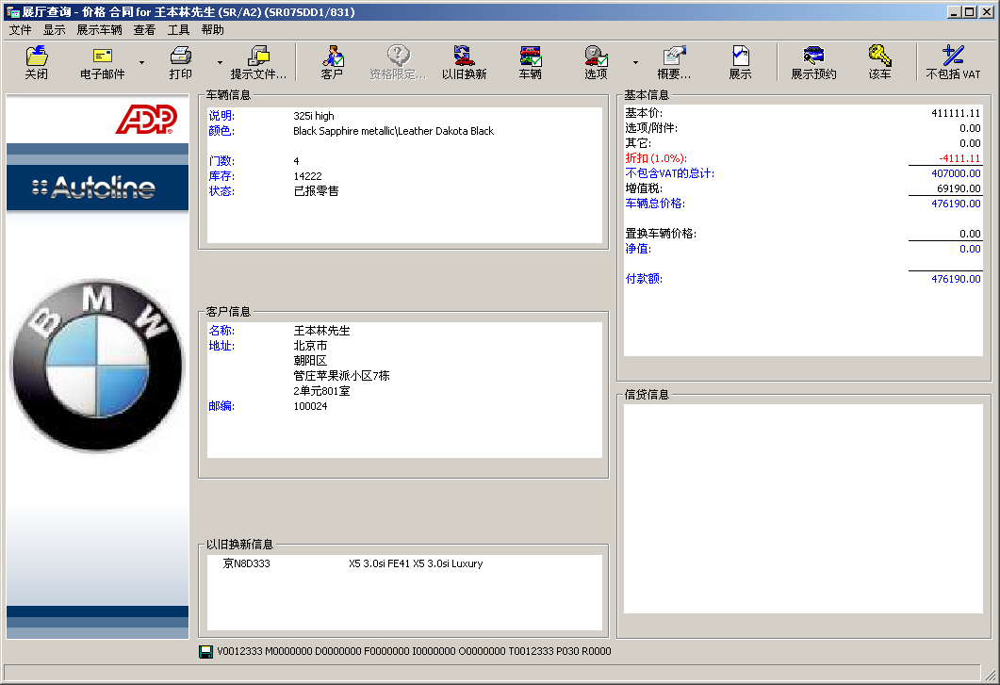 展厅查询 - 价格 合同 for 王本林先生 (SR/A2) (SR07SDD1/831)
文件 显示 展示车辆 查看 工具 帮助
关闭 电子邮件 打印 提示文件... 客户 资格限定... 以旧换新 车辆 选项 概要... 展示 展示预约 该车 不包括 VAT
ADP
Autoline
BMW
车辆信息
说明: 325i high
颜色: Black Sapphire metallic\Leather Dakota Black
门数: 4
库存: 14222
状态: 已报零售
客户信息
名称: 王本林先生
地址: 北京市
朝阳区
管庄苹果派小区7栋
2单元801室
邮编: 100024
以旧换新信息
京N8D333 X5 3.0si FE41 X5 3.0si Luxury
基本信息
基本价: 411111.11
选项/附件: 0.00
其它: 0.00
折扣 (1.0%): -4111.11
不包含VAT的总计: 407000.00
增值税: 69190.00
车辆总价格: 476190.00
置换车辆价格: 0.00
净值: 0.00
付款额: 476190.00
信贷信息
V0012333 M0000000 D0000000 F0000000 I0000000 O0000000 T0012333 P030 R0000